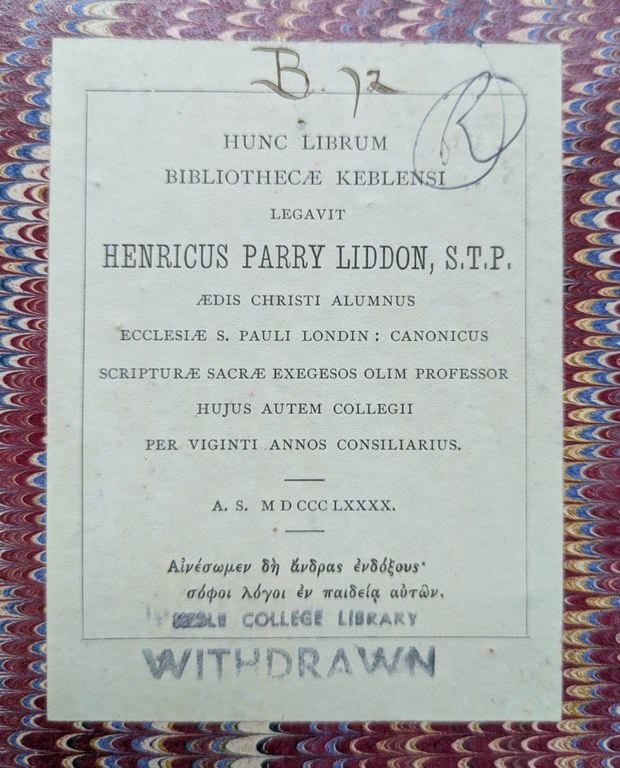 B. 72
R
HUNC LIBRUM
BIBLIOTHECÆ KEBLENSI
LEGAVIT
HENRICUS PARRY LIDDON, S.T.P.
ÆDIS CHRISTI ALUMNUS
ECCLESIÆ S. PAULI LONDIN: CANONICUS
SCRIPTURÆ SACRÆ EXEGESOS OLIM PROFESSOR
HUJUS AUTEM COLLEGII
PER VIGINTI ANNOS CONSILIARIUS.
A. S. MDCCCLXXXX.
Αἰνέσωμεν δὴ ἄνδρας ἐνδόξους·
σόφοι λόγοι ἐν παιδείᾳ αὐτῶν.
KEBLE COLLEGE LIBRARY
WITHDRAWN